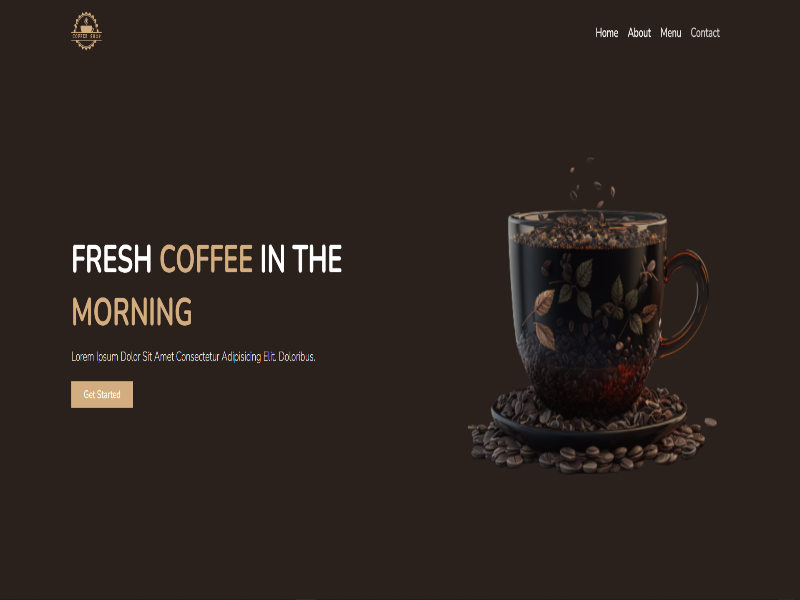 COFFEE SHOP
Home About Menu Contact
FRESH COFFEE IN THE
MORNING
Lorem Ipsum Dolor Sit Amet Consectetur Adipisicing Elit. Doloribus.
Get Started